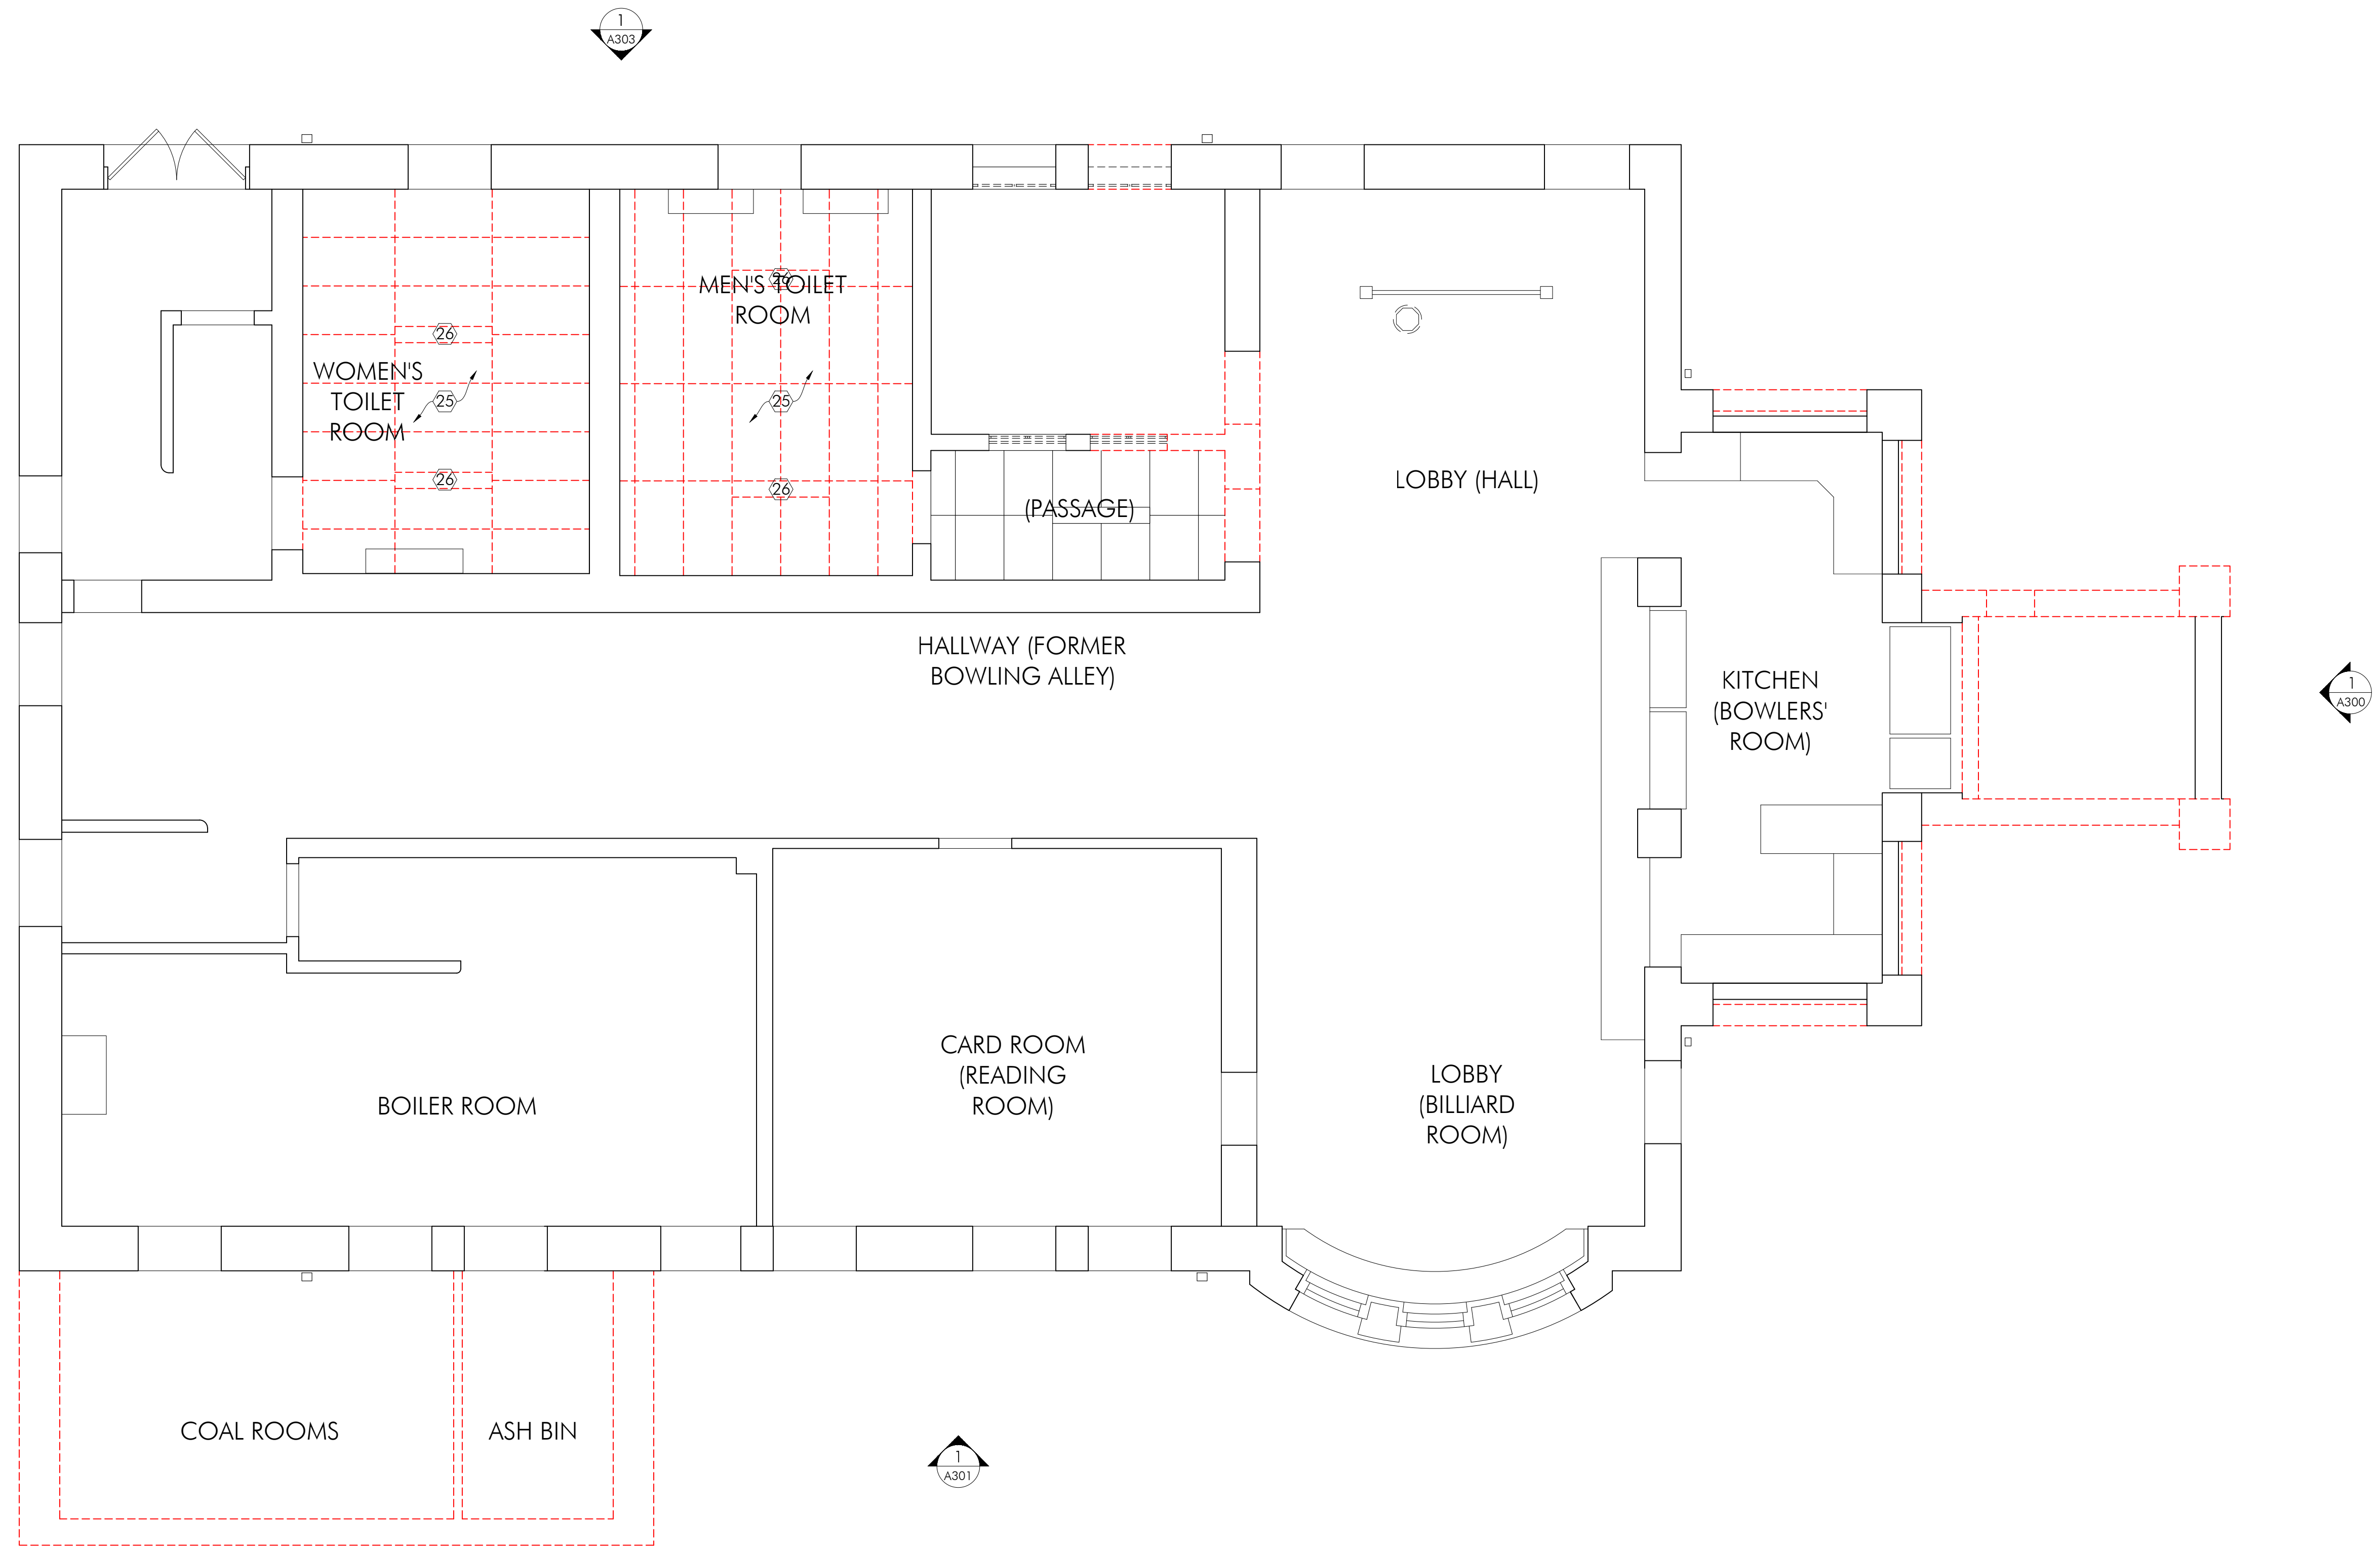 1
A303
26
MEN'S TOILET
ROOM
26
WOMEN'S
TOILET
ROOM
25
25
26
26
LOBBY (HALL)
(PASSAGE)
HALLWAY (FORMER
BOWLING ALLEY)
KITCHEN
(BOWLERS'
ROOM)
1
A300
CARD ROOM
(READING
ROOM)
LOBBY
(BILLIARD
ROOM)
BOILER ROOM
COAL ROOMS
ASH BIN
1
A301